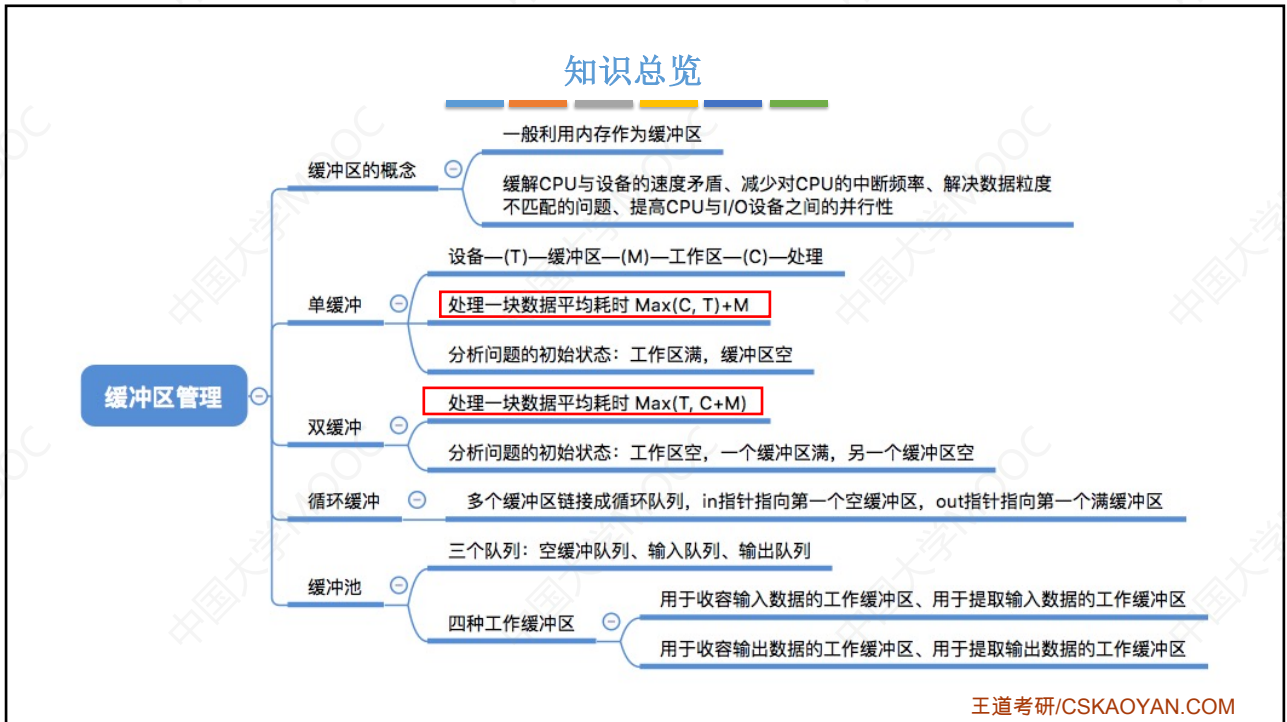 知识总览
一般利用内存作为缓冲区
缓冲区的概念
缓解CPU与设备的速度矛盾、减少对CPU的中断频率、解决数据粒度
不匹配的问题、提高CPU与I/O设备之间的并行性
设备—(T)—缓冲区—(M)—工作区—(C)—处理
单缓冲
处理一块数据平均耗时 Max(C, T)+M
分析问题的初始状态：工作区满，缓冲区空
缓冲区管理
处理一块数据平均耗时 Max(T, C+M)
双缓冲
分析问题的初始状态：工作区空，一个缓冲区满，另一个缓冲区空
循环缓冲
多个缓冲区链接成循环队列，in指针指向第一个空缓冲区，out指针指向第一个满缓冲区
三个队列：空缓冲队列、输入队列、输出队列
缓冲池
四种工作缓冲区
用于收容输入数据的工作缓冲区、用于提取输入数据的工作缓冲区
用于收容输出数据的工作缓冲区、用于提取输出数据的工作缓冲区
王道考研/CSKAOYAN.COM
中国大学MOOC